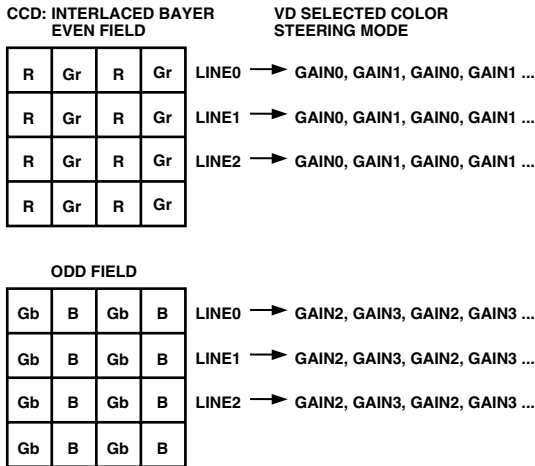 CCD: INTERLACED BAYER EVEN FIELD
VD SELECTED COLOR STEERING MODE
R Gr R Gr LINE0 GAIN0, GAIN1, GAIN0, GAIN1 ...
R Gr R Gr LINE1 GAIN0, GAIN1, GAIN0, GAIN1 ...
R Gr R Gr LINE2 GAIN0, GAIN1, GAIN0, GAIN1 ...
R Gr R Gr
ODD FIELD
Gb B Gb B LINE0 GAIN2, GAIN3, GAIN2, GAIN3 ...
Gb B Gb B LINE1 GAIN2, GAIN3, GAIN2, GAIN3 ...
Gb B Gb B LINE2 GAIN2, GAIN3, GAIN2, GAIN3 ...
Gb B Gb B